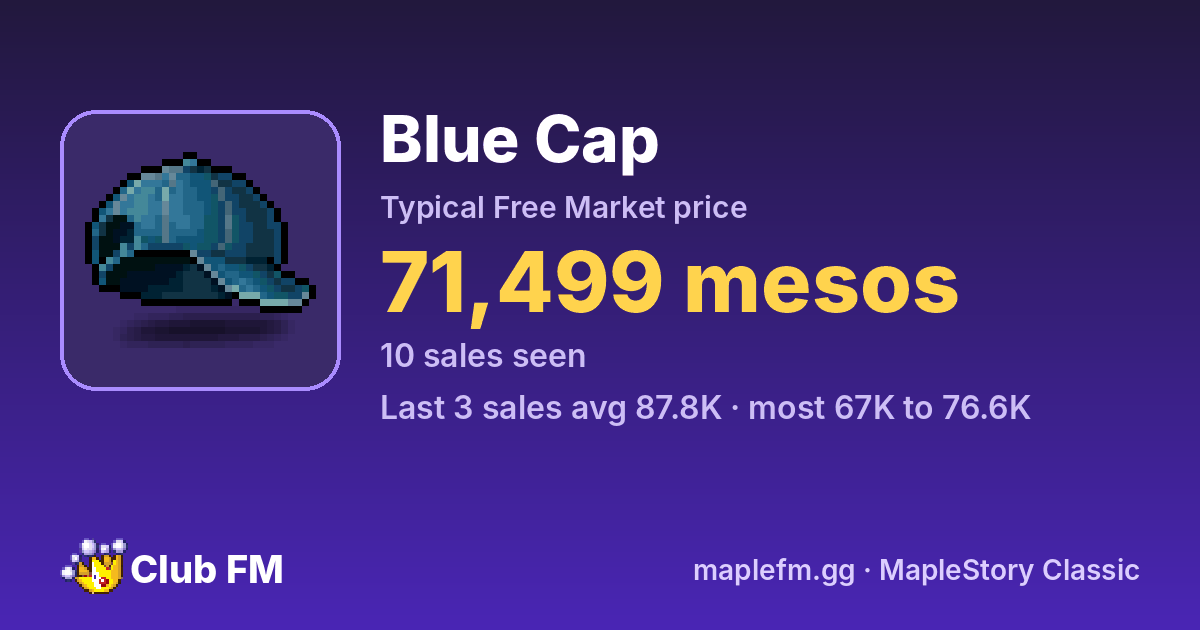 Blue Cap
Typical Free Market price
71,499 mesos
10 sales seen
Last 3 sales avg 87.8K · most 67K to 76.6K
Club FM
maplefm.gg · MapleStory Classic